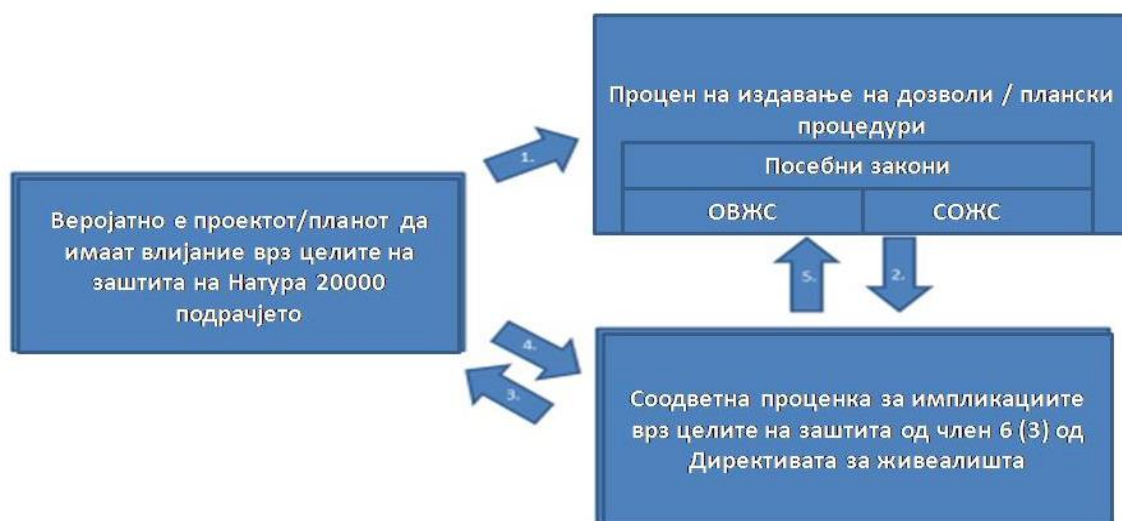 Веројатно е проектот/планот да
имаат влијание врз целите на
заштита на Натура 20000
подрачјето
1.
Процен на издавање на дозволи / плански
процедури
Посебни закони
ОВЖС
СОЖС
5.
2.
4.
3.
Соодветна проценка за импликациите
врз целите на заштита од член 6 (3) од
Директивата за живеалишта